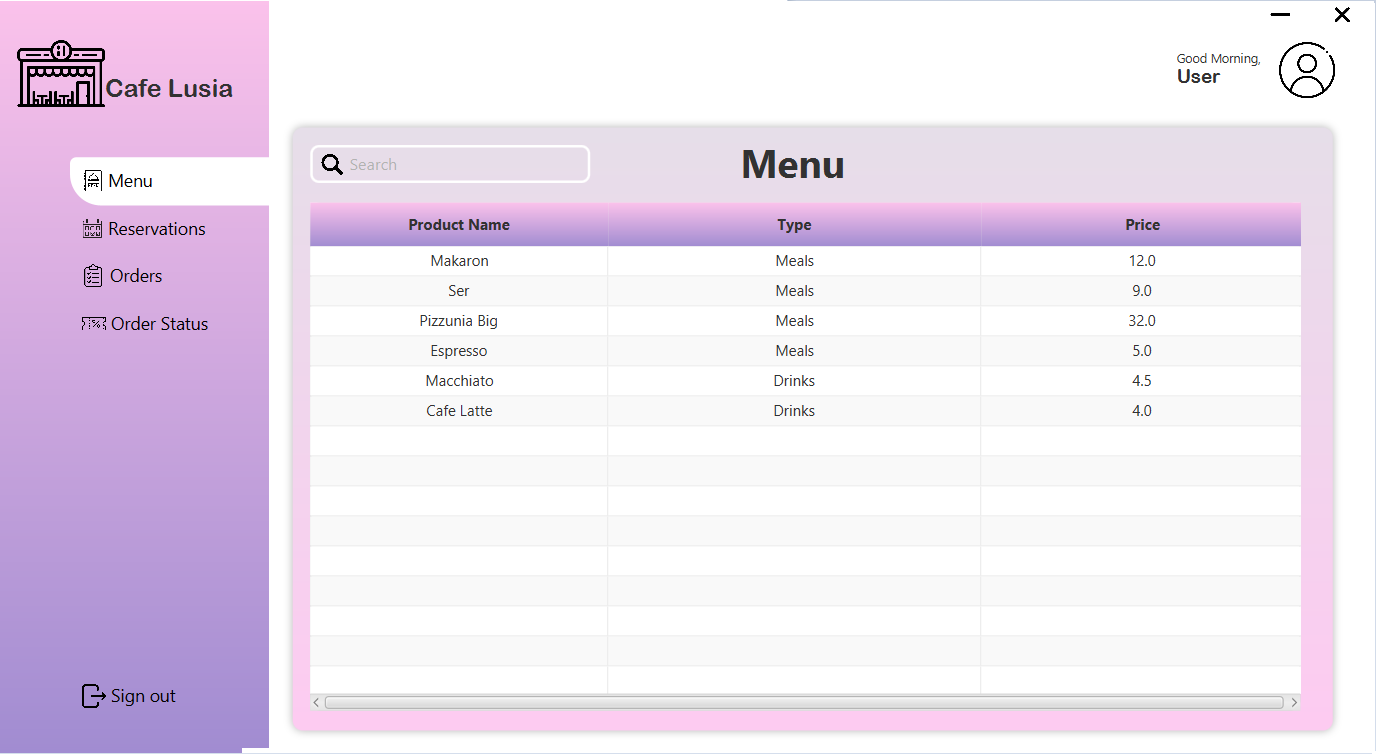 Cafe Lusia
Good Morning,
User
Menu
Reservations
Orders
Order Status
Sign out
Search
Menu
Product Name Type Price
Makaron Meals 12.0
Ser Meals 9.0
Pizzunia Big Meals 32.0
Espresso Meals 5.0
Macchiato Drinks 4.5
Cafe Latte Drinks 4.0